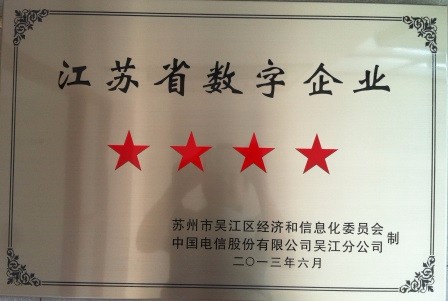 江苏省数字企业
苏州市吴江区经济和信息化委员会
中国电信股份有限公司吴江分公司
制
二〇一三年六月